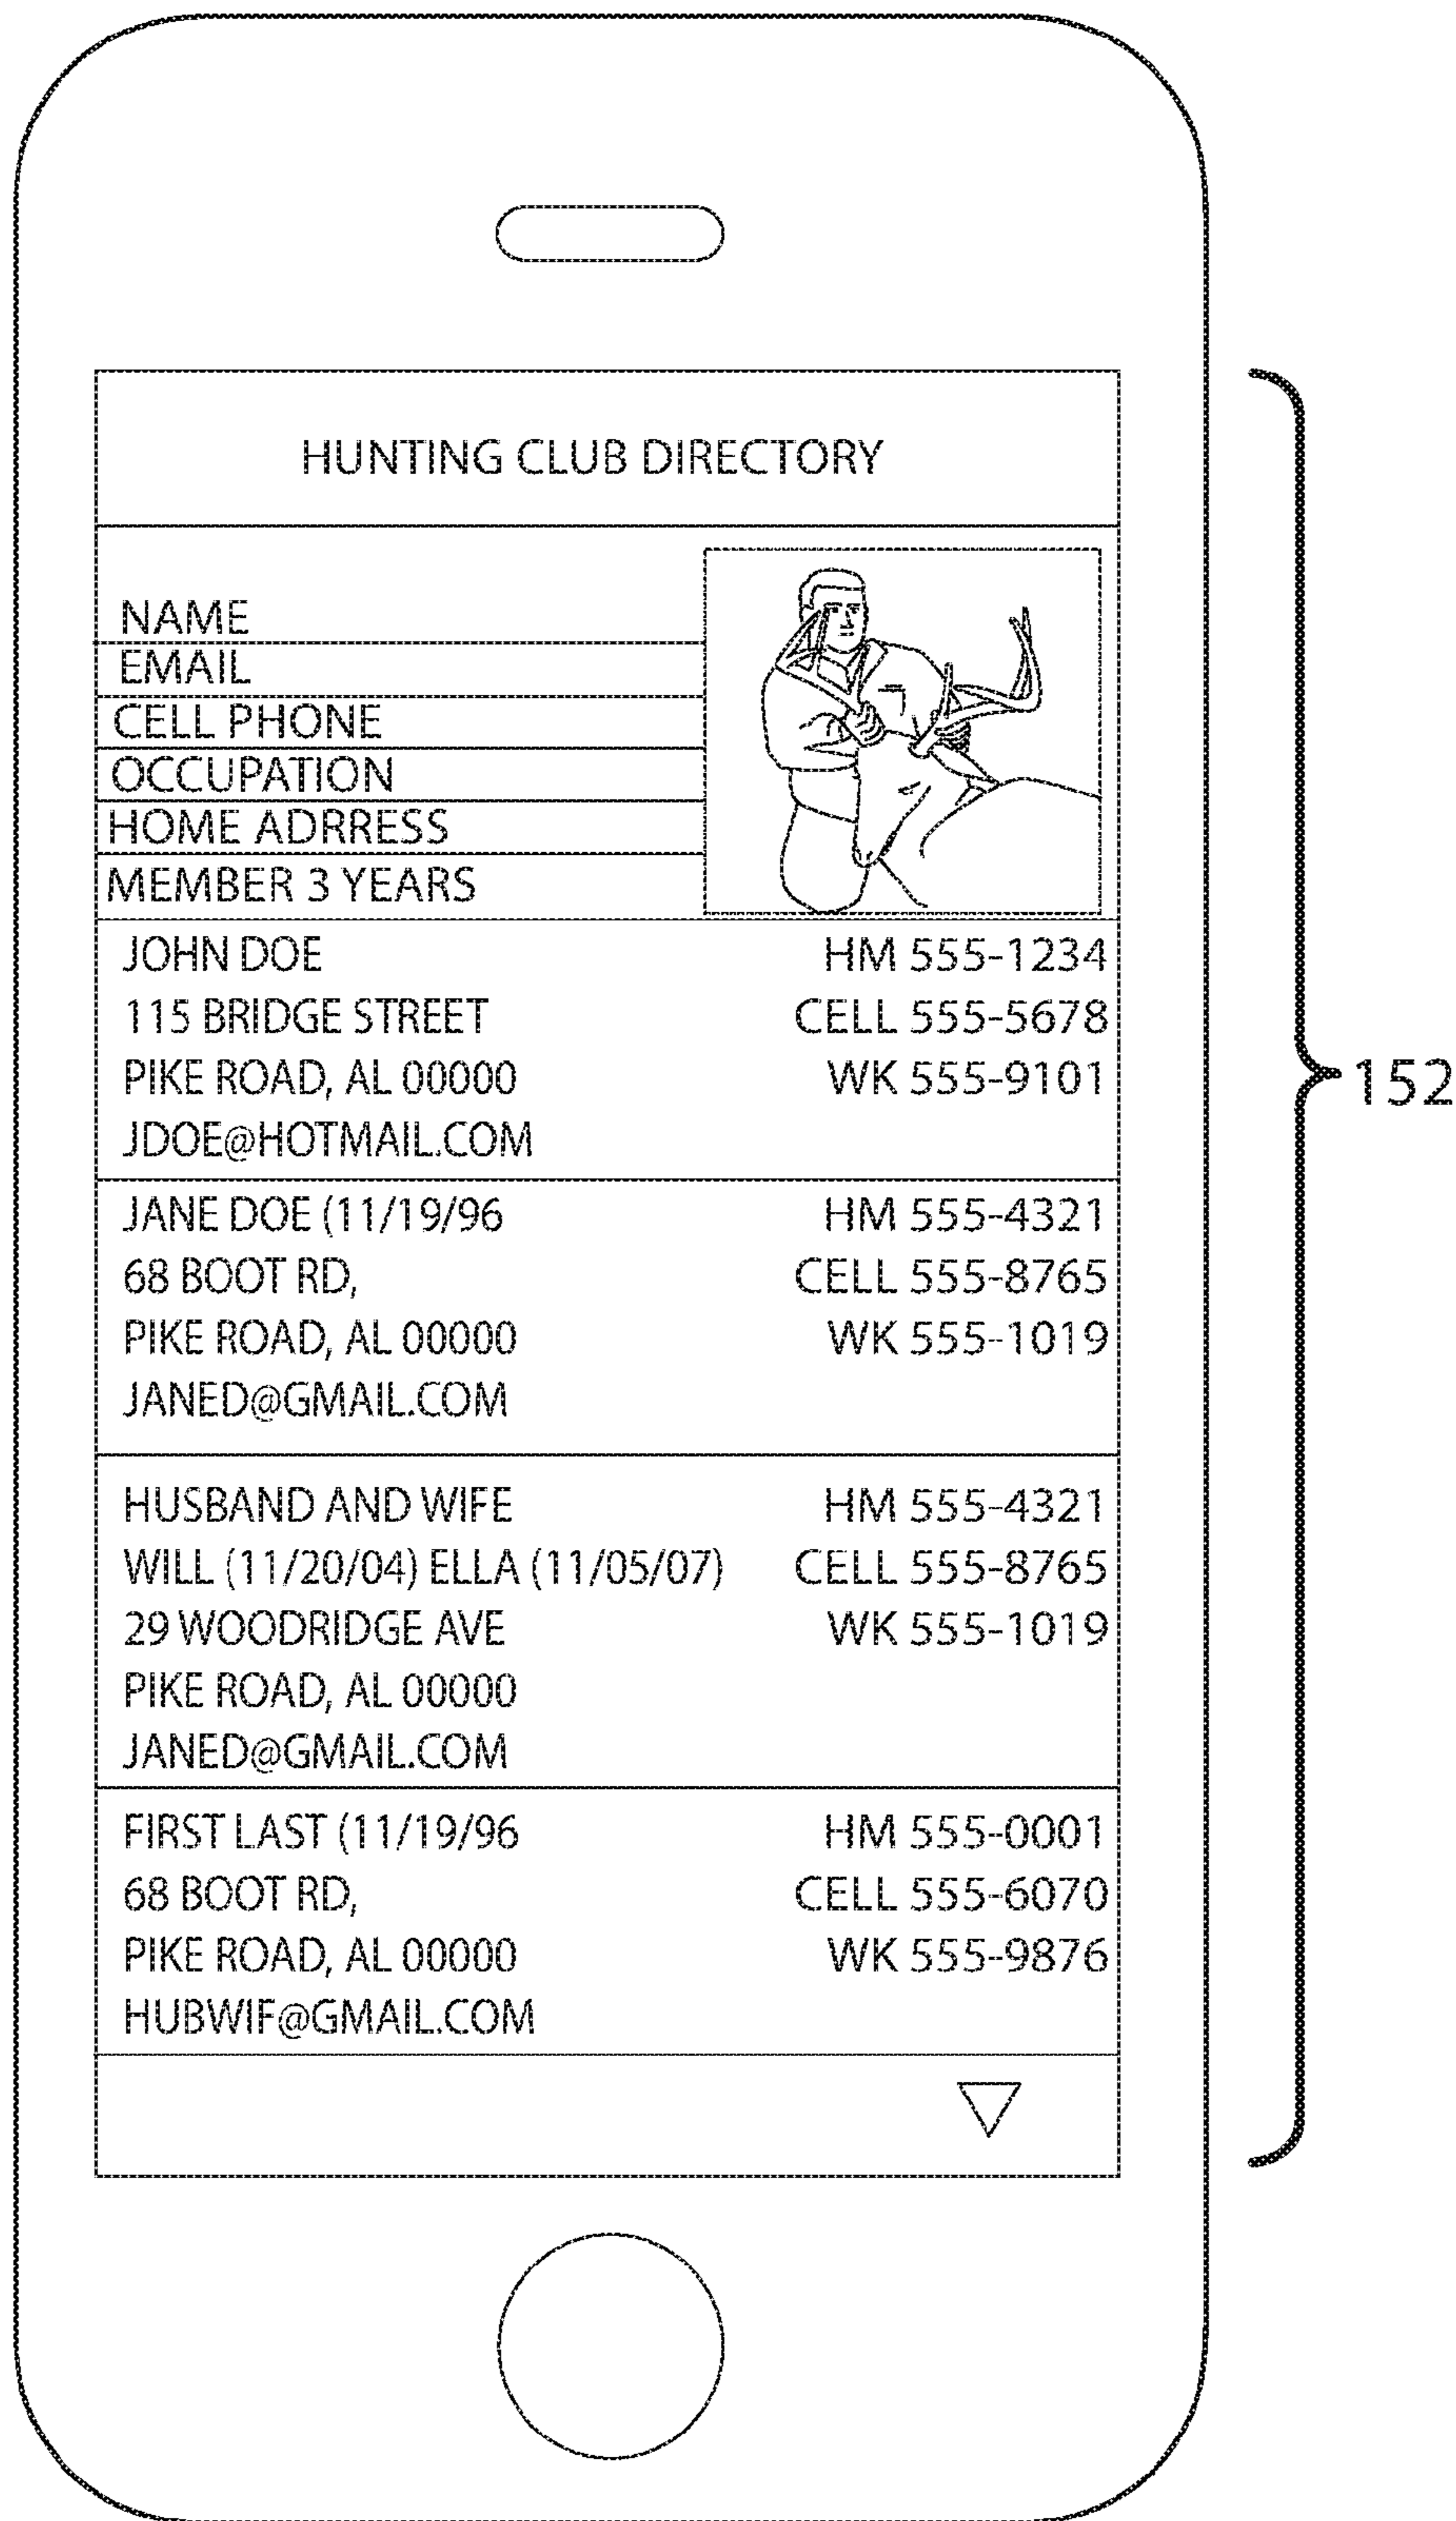 HUNTING CLUB DIRECTORY
NAME
EMAIL
CELL PHONE
OCCUPATION
HOME ADRRESS
MEMBER 3 YEARS
JOHN DOE HM 555-1234
115 BRIDGE STREET CELL 555-5678
PIKE ROAD, AL 00000 WK 555-9101
JDOE@HOTMAIL.COM
152
JANE DOE (11/19/96 HM 555-4321
68 BOOT RD, CELL 555-8765
PIKE ROAD, AL 00000 WK 555-1019
JANED@GMAIL.COM
HUSBAND AND WIFE HM 555-4321
WILL (11/20/04) ELLA (11/05/07) CELL 555-8765
29 WOODRIDGE AVE WK 555-1019
PIKE ROAD, AL 00000
JANED@GMAIL.COM
FIRST LAST (11/19/96 HM 555-0001
68 BOOT RD, CELL 555-6070
PIKE ROAD, AL 00000 WK 555-9876
HUBWIF@GMAIL.COM